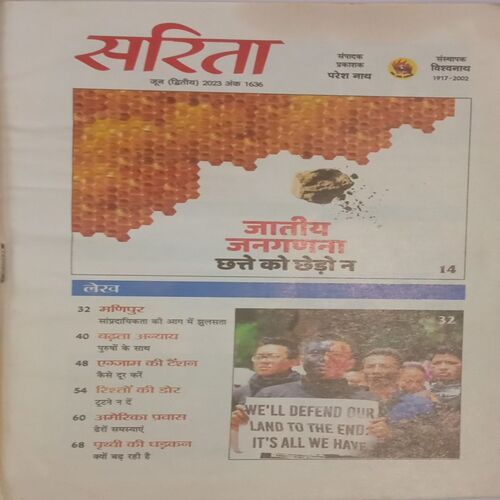 सरिता
जून (द्वितीय) 2023 अंक 1636
संपादक
प्रकाशक
परेश नाथ
संस्थापक
विश्वनाथ
1917-2002
जातीय
जनगणना
छत्ते को छेड़ो न
14
लेख
32 मणिपुर
सांप्रदायिकता की आग में झुलसता
40 बढ़ता अन्याय
पुरुषों के साथ
48 एग्जाम की टैंशन
कैसे दूर करें
54 रिश्तों की डोर
टूटने न दें
60 अमेरिका प्रवास
ढेरों समस्याएं
68 पृथ्वी की धड़कन
क्यों बढ़ रही है
32
WE'LL DEFEND OUR
LAND TO THE END:
IT'S ALL WE HAVE